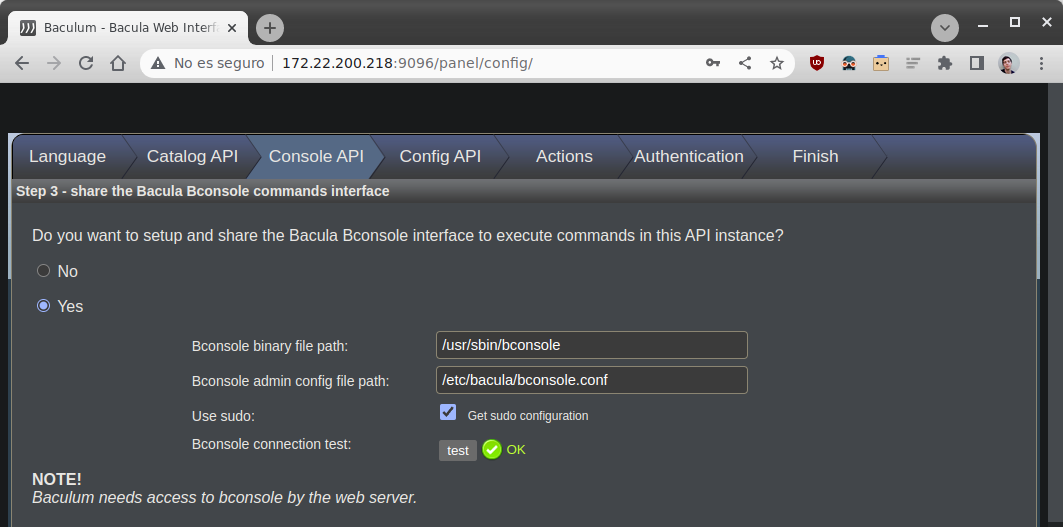 Baculum - Bacula Web Interf
No es seguro 172.22.200.218:9096/panel/config/
Language Catalog API Console API Config API Actions Authentication Finish
Step 3 - share the Bacula Bconsole commands interface
Do you want to setup and share the Bacula Bconsole interface to execute commands in this API instance?
No
Yes
Bconsole binary file path: /usr/sbin/bconsole
Bconsole admin config file path: /etc/bacula/bconsole.conf
Use sudo: Get sudo configuration
Bconsole connection test: test OK
NOTE!
Baculum needs access to bconsole by the web server.